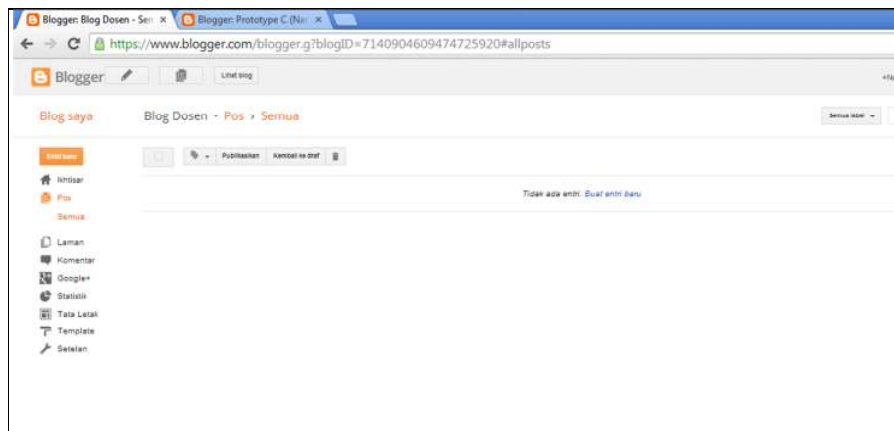 Blogger: Blog Dosen - Sem
Blogger: Prototype C (Nar
https://www.blogger.com/blogger.g?blogID=7140904609474725920#allposts
Blogger
Lihat blog
Blog saya
Blog Dosen · Pos › Semua
Semua label
Entri baru
Publikasikan
Kembali ke draf
Ikhtisar
Tidak ada entri. Buat entri baru
Pos
Semua
Laman
Komentar
Google+
Statistik
Tata Letak
Template
Setelan